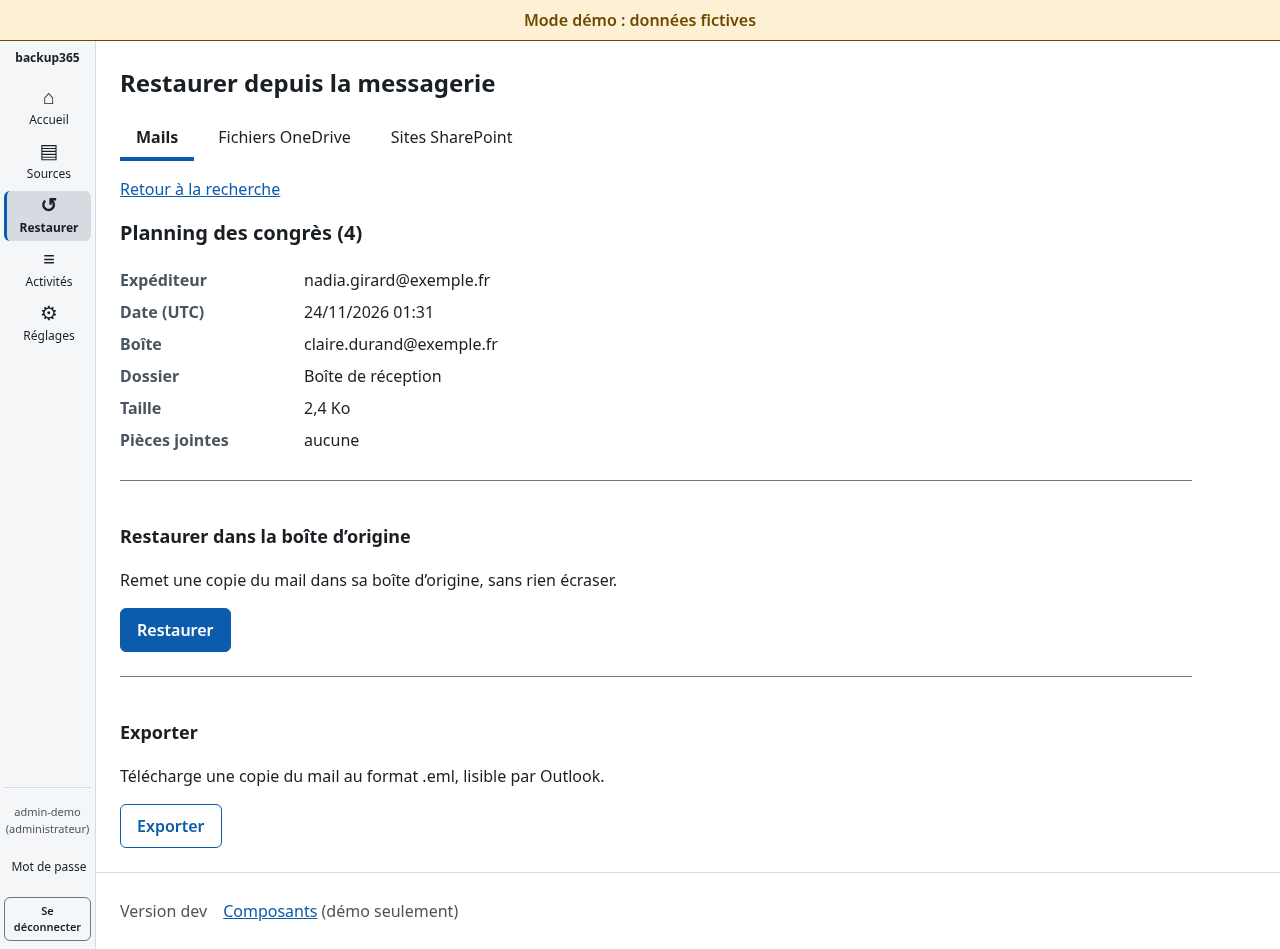 Mode démo : données fictives
backup365
Accueil
Sources
Restaurer
Activités
Réglages
admin-demo
(administrateur)
Mot de passe
Se
déconnecter
Restaurer depuis la messagerie
Mails Fichiers OneDrive Sites SharePoint
Retour à la recherche
Planning des congrès (4)
Expéditeur nadia.girard@exemple.fr
Date (UTC) 24/11/2026 01:31
Boîte claire.durand@exemple.fr
Dossier Boîte de réception
Taille 2,4 Ko
Pièces jointes aucune
Restaurer dans la boîte d’origine
Remet une copie du mail dans sa boîte d’origine, sans rien écraser.
Restaurer
Exporter
Télécharge une copie du mail au format .eml, lisible par Outlook.
Exporter
Version dev Composants (démo seulement)